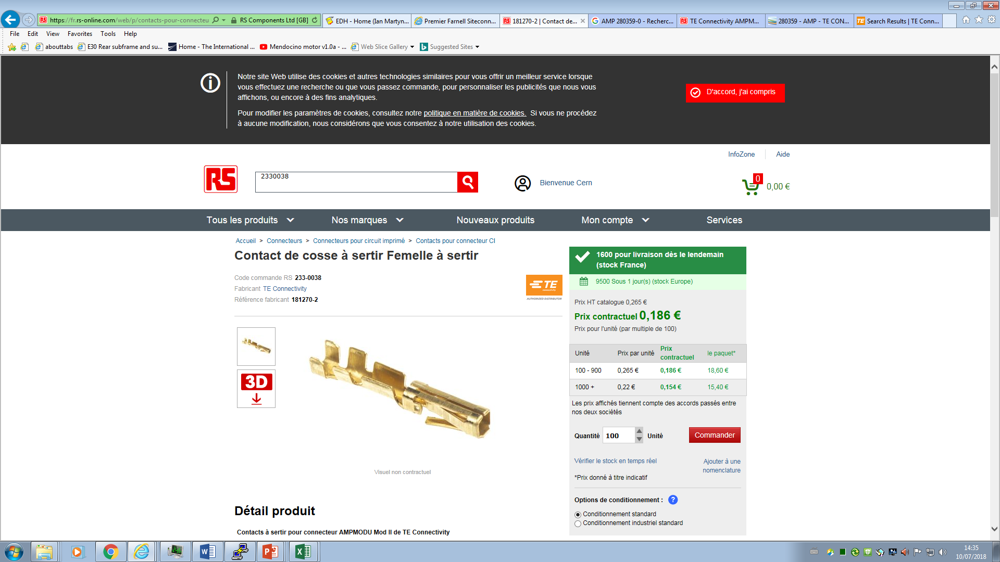 https://fr.rs-online.com/web/p/contacts-pour-connecteu
RS Components Ltd [GB]
EDH - Home (Ian Martyn...
Premier Farnell Siteconn...
181270-2 | Contact de...
AMP 280359-0 - Recherc...
TE Connectivity AMPM...
280359 - AMP - TE CON...
Search Results | TE Conn...
File Edit View Favorites Tools Help
abouttabs
E30 Rear subframe and su...
Home - The International ...
Mendocino motor v1.0a - ...
Web Slice Gallery
Suggested Sites
Notre site Web utilise des cookies et autres technologies similaires pour vous offrir un meilleur service lorsque
vous effectuez une recherche ou que vous passez commande, pour personnaliser les publicités que nous vous
affichons, ou encore à des fins analytiques.
Pour modifier les paramètres de cookies, consultez notre politique en matière de cookies. Si vous ne procédez
à aucune modification, nous considérons que vous consentez à notre utilisation des cookies.
D'accord, j'ai compris
InfoZone Aide
RS
2330038
Bienvenue Cern
0
0,00 €
Tous les produits Nos marques Nouveaux produits Mon compte Services
Accueil > Connecteurs > Connecteurs pour circuit imprimé > Contacts pour connecteur CI
Contact de cosse à sertir Femelle à sertir
Code commande RS 233-0038
Fabricant TE Connectivity
Référence fabricant 181270-2
TE
connectivity
AUTHORIZED DISTRIBUTOR
3D
Visuel non contractuel
Détail produit
Contacts à sertir pour connecteur AMPMODU Mod II de TE Connectivity
1600 pour livraison dès le lendemain
(stock France)
9500 Sous 1 jour(s) (stock Europe)
Prix HT catalogue 0,265 €
Prix contractuel 0,186 €
Prix pour l'unité (par multiple de 100)
Unité Prix par unité Prix contractuel le paquet*
100 - 900 0,265 € 0,186 € 18,60 €
1000 + 0,22 € 0,154 € 15,40 €
Les prix affichés tiennent compte des accords passés entre
nos deux sociétés
Quantité 100 Unité Commander
Vérifier le stock en temps réel
Ajouter à une
nomenclature
*Prix donné à titre indicatif
Options de conditionnement : ?
Conditionnement standard
Conditionnement industriel standard
14:35
10/07/2018